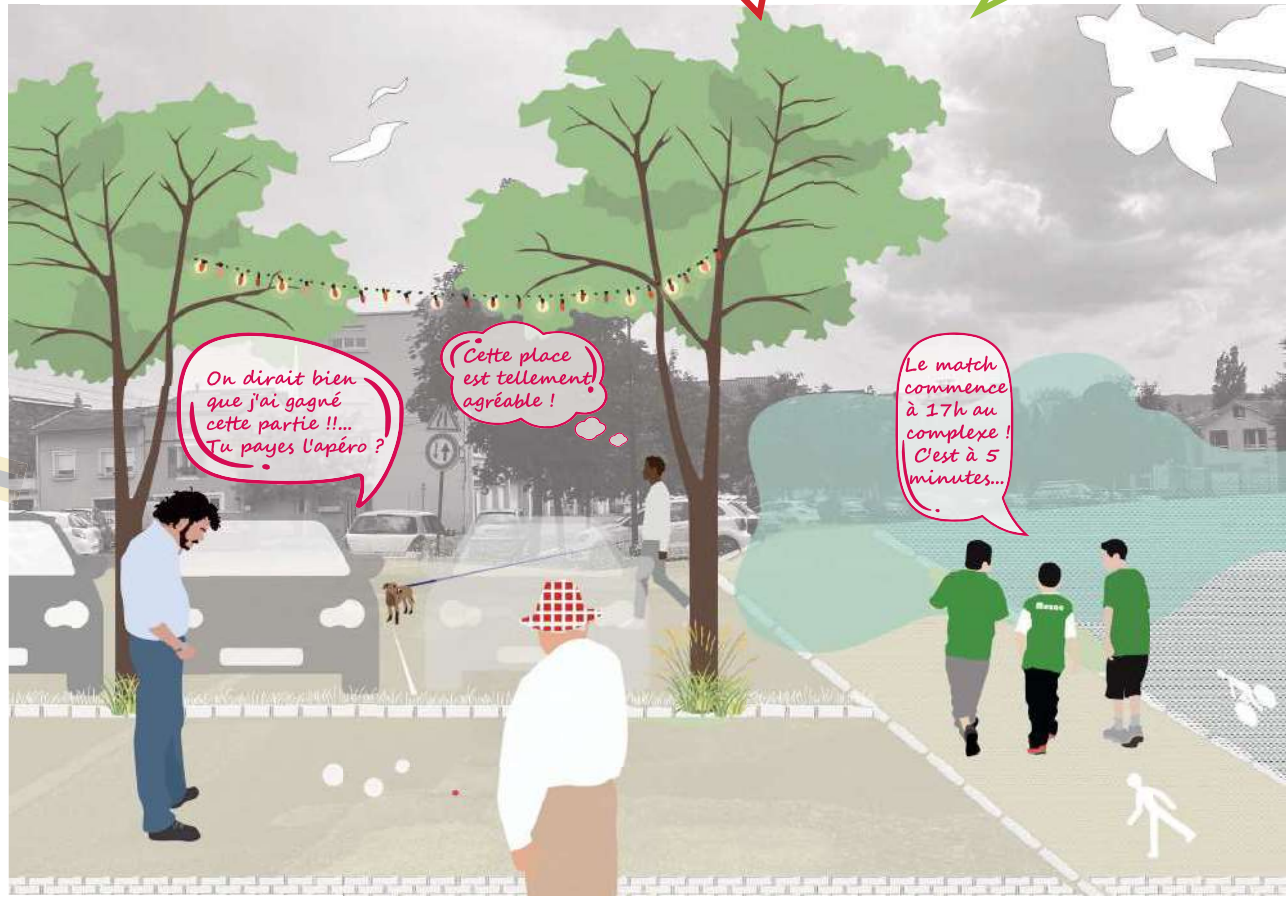 On dirait bien
que j'ai gagné
cette partie !!...
Tu payes l'apéro ?
Cette place
est tellement
agréable !
Le match
commence
à 17h au
complexe !
C'est à 5
minutes...